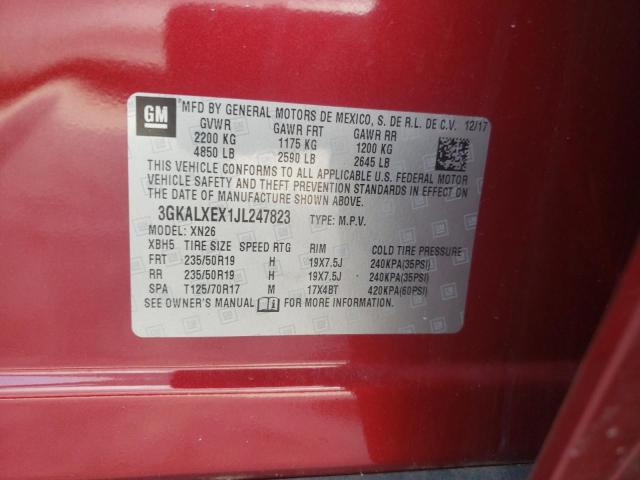 GM
MFD BY GENERAL MOTORS DE MEXICO, S. DE R.L. DE C.V. 12/17
GVWR GAWR FRT GAWR RR
2200 KG 1175 KG 1200 KG
4850 LB 2590 LB 2645 LB
THIS VEHICLE CONFORMS TO ALL APPLICABLE U.S. FEDERAL MOTOR
VEHICLE SAFETY AND THEFT PREVENTION STANDARDS IN EFFECT ON
THE DATE OF MANUFACTURE SHOWN ABOVE.
3GKALXEX1JL247823 TYPE: M.P.V.
MODEL: XN26
XBH5 TIRE SIZE SPEED RTG RIM COLD TIRE PRESSURE
FRT 235/50R19 H 19X7.5J 240KPA(35PSI)
RR 235/50R19 H 19X7.5J 240KPA(35PSI)
SPA T125/70R17 M 17X4BT 420KPA(60PSI)
SEE OWNER'S MANUAL FOR MORE INFORMATION.